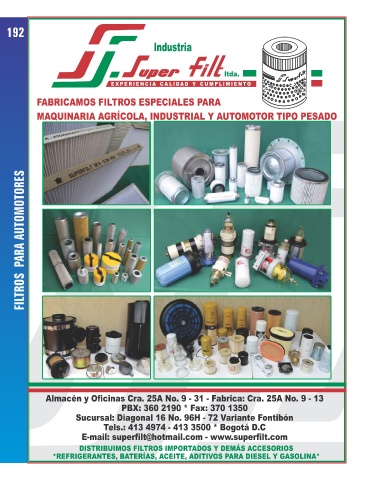 192
FILTROS PARA AUTOMOTORES
Industria
Super filt ltda.
EXPERIENCIA CALIDAD Y CUMPLIMIENTO
FABRICAMOS FILTROS ESPECIALES PARA
MAQUINARIA AGRÍCOLA, INDUSTRIAL Y AUTOMOTOR TIPO PESADO
Almacén y Oficinas Cra. 25A No. 9 - 31 - Fabrica: Cra. 25A No. 9 - 13
PBX: 360 2190 * Fax: 370 1350
Sucursal: Diagonal 16 No. 96H - 72 Variante Fontibón
Tels.: 413 4974 - 413 3500 * Bogotá D.C
E-mail: superfilt@hotmail.com - www.superfilt.com
DISTRIBUIMOS FILTROS IMPORTADOS Y DEMÁS ACCESORIOS
*REFRIGERANTES, BATERÍAS, ACEITE, ADITIVOS PARA DIESEL Y GASOLINA*